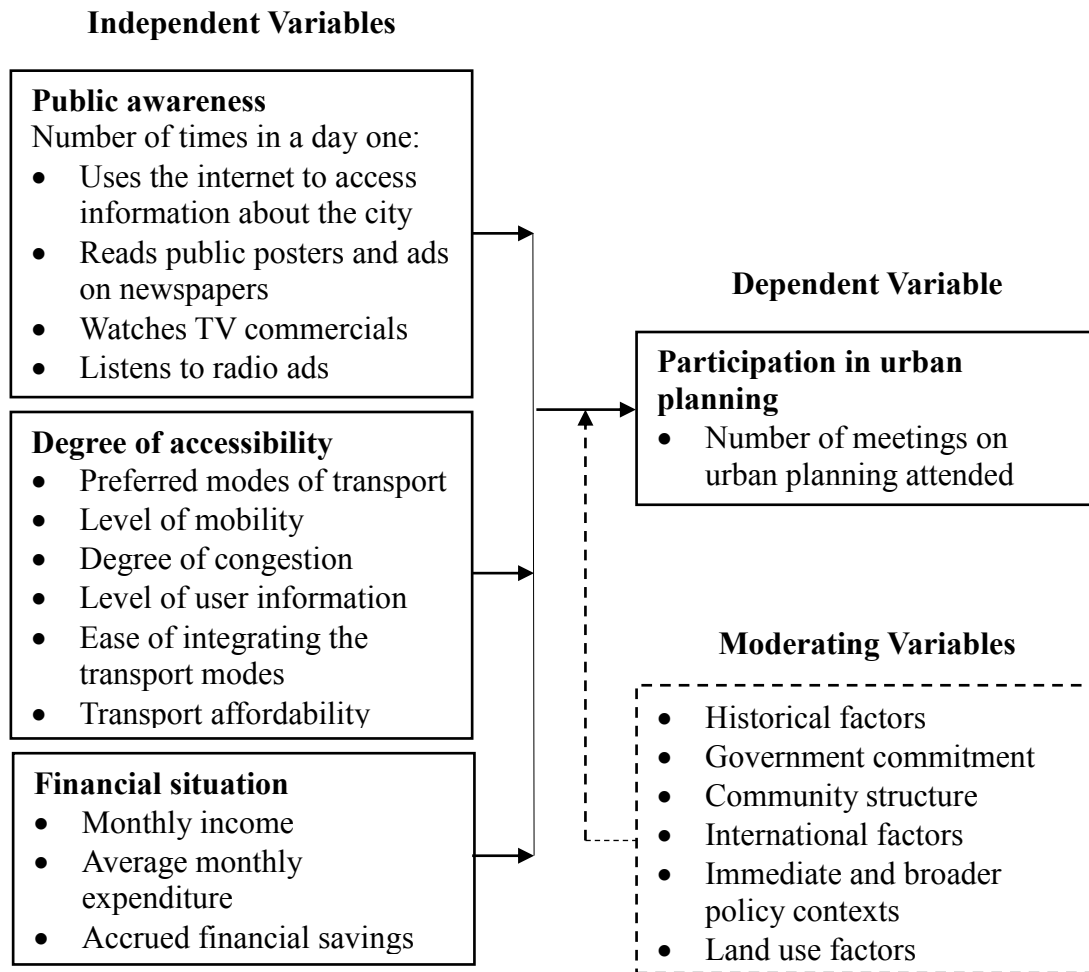 Independent Variables
Public awareness
Number of times in a day one:
• Uses the internet to access
information about the city
• Reads public posters and ads
on newspapers
• Watches TV commercials
• Listens to radio ads
Degree of accessibility
• Preferred modes of transport
• Level of mobility
• Degree of congestion
• Level of user information
• Ease of integrating the
transport modes
• Transport affordability
Financial situation
• Monthly income
• Average monthly
expenditure
• Accrued financial savings
Dependent Variable
Participation in urban
planning
• Number of meetings on
urban planning attended
Moderating Variables
• Historical factors
• Government commitment
• Community structure
• International factors
• Immediate and broader
policy contexts
• Land use factors